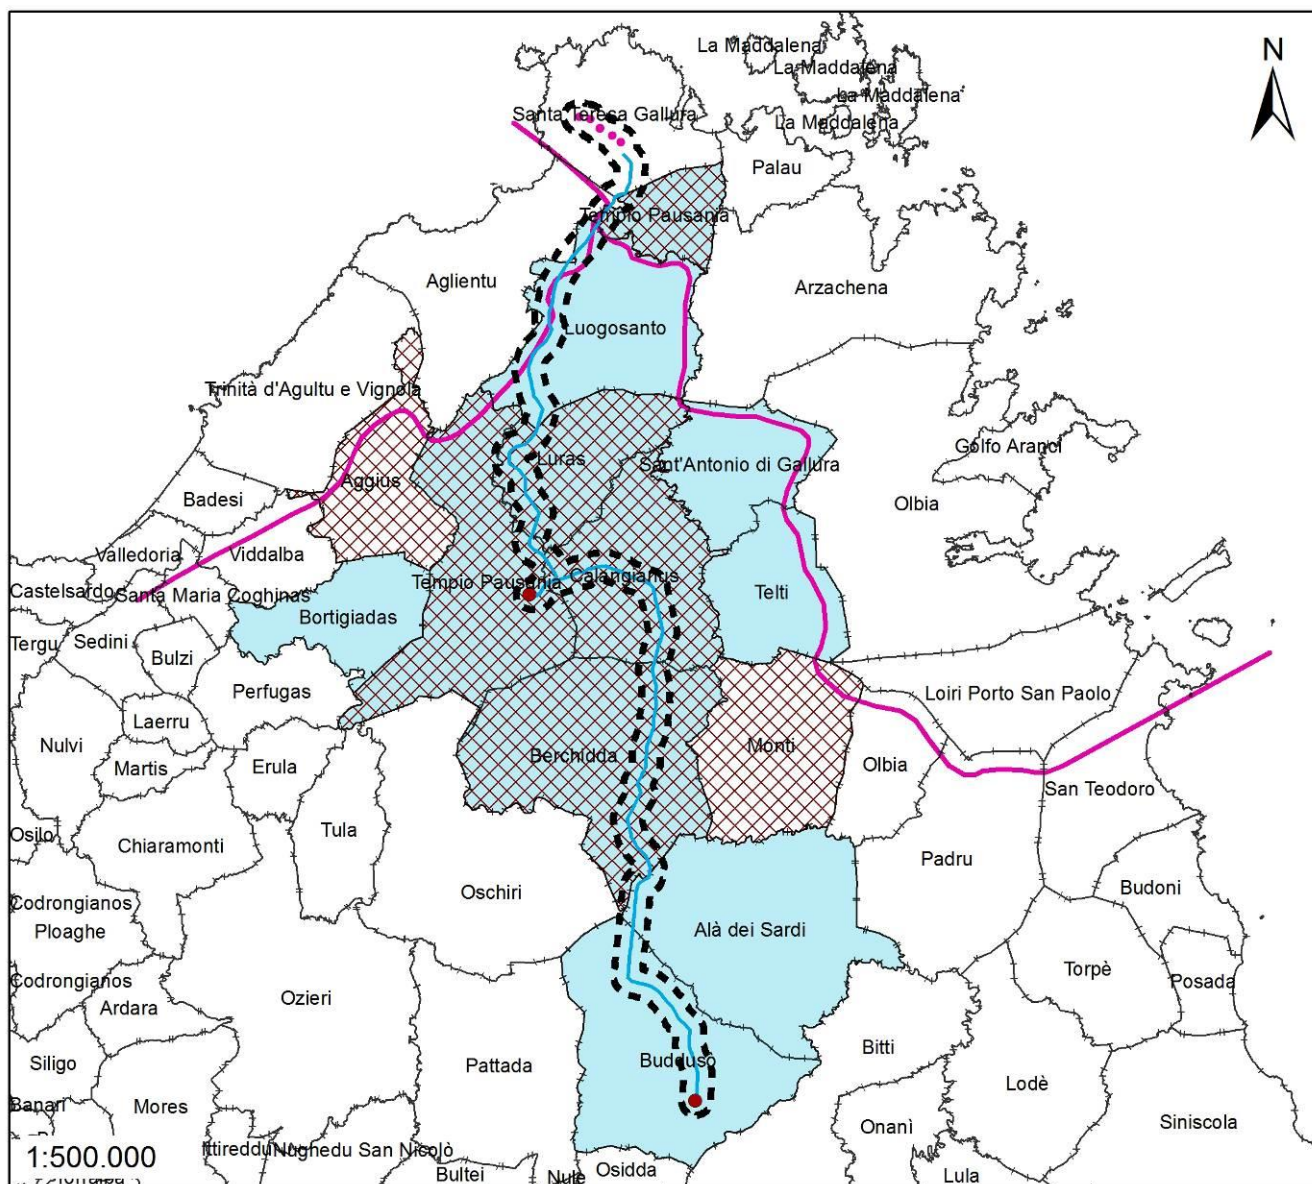 N
La Maddalena
La Maddalena
La Maddalena
Santa Teresa Gallura
La Maddalena
Palau
Tempio Pausania
Aglientu
Arzachena
Luogosanto
Trinità d'Agultu e Vignola
Golfo Aranci
Luras
Sant'Antonio di Gallura
Aggius
Badesi
Olbia
Valledoria
Viddalba
Castelsardo
Santa Maria Coghinas
Tempio Pausania
Calangianus
Telti
Bortigiadas
Tergu
Sedini
Bulzi
Perfugas
Loiri Porto San Paolo
Laerru
Nulvi
Monti
Berchidda
Olbia
Martis
Erula
San Teodoro
Tula
Osilo
Chiaramonti
Padru
Budoni
Oschiri
Codrongianos
Ploaghe
Alà dei Sardi
Torpè
Posada
Codrongianos
Ardara
Ozieri
Bitti
Siligo
Pattada
Buddusò
Lodè
Banari
Mores
Onanì
Siniscola
Ittireddu
Nughedu San Nicolò
1:500.000
Bultei
Nule
Osidda
Lula